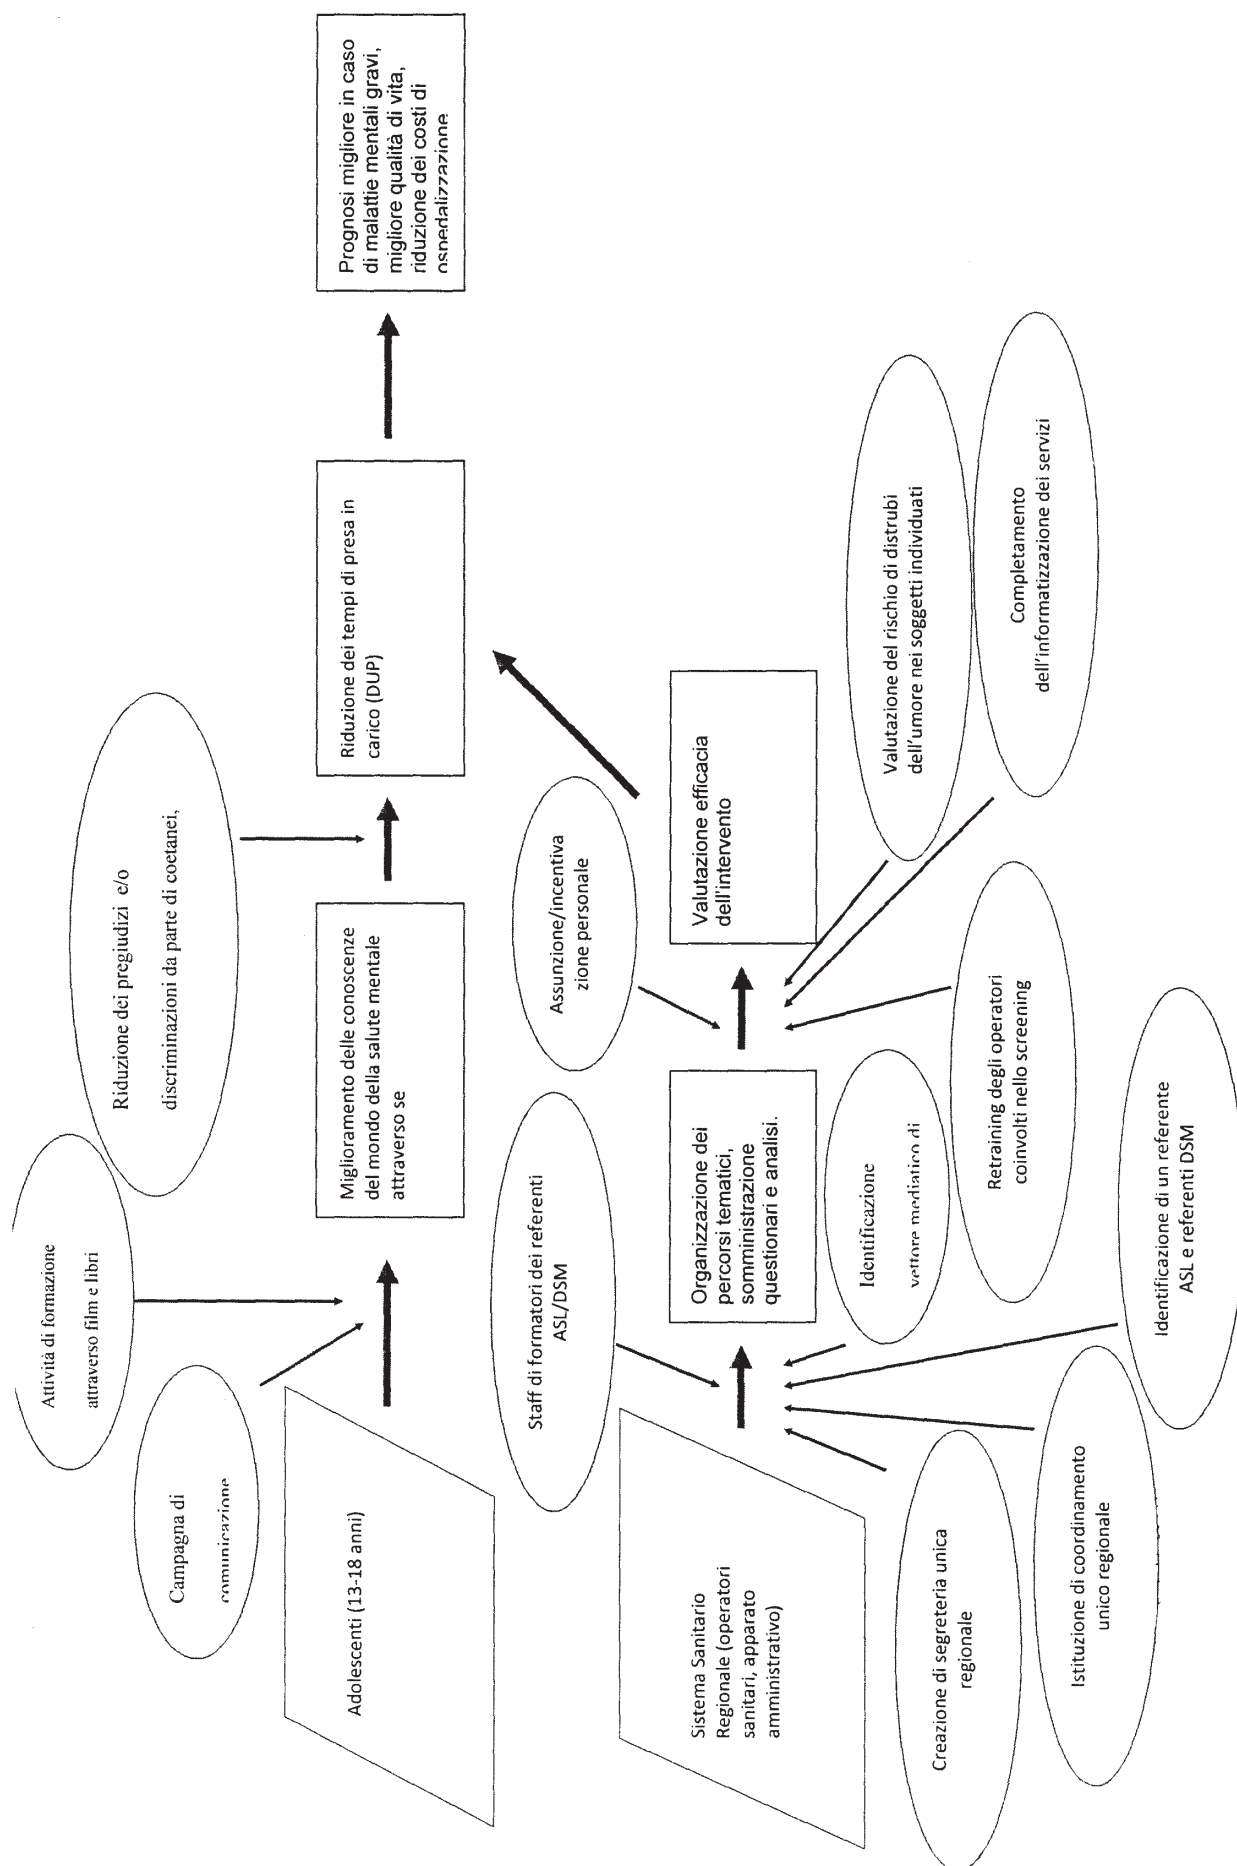 Attività di formazione
attraverso film e libri
Riduzione dei pregiudizi e/o
discriminazioni da parte di coetanei,
Campagna di
comunicazione
Adolescenti (13-18 anni)
Miglioramento delle conoscenze
del mondo della salute mentale
attraverso se
Riduzione dei tempi di presa in
carico (DUP)
Prognosi migliore in caso
di malattie mentali gravi,
migliore qualità di vita,
riduzione dei costi di
ospedalizzazione
Staff di formatori dei referenti
ASL/DSM
Assunzione/incentiva
zione personale
Sistema Sanitario
Regionale (operatori
sanitari, apparato
amministrativo)
Organizzazione dei
percorsi tematici,
somministrazione
questionari e analisi.
Valutazione efficacia
dell'intervento
Identificazione
vettore mediatico di
Valutazione del rischio di distrubi
dell'umore nei soggetti individuati
Creazione di segreteria unica
regionale
Retraining degli operatori
coinvolti nello screening
Completamento
dell'informatizzazione dei servizi
Istituzione di coordinamento
unico regionale
Identificazione di un referente
ASL e referenti DSM